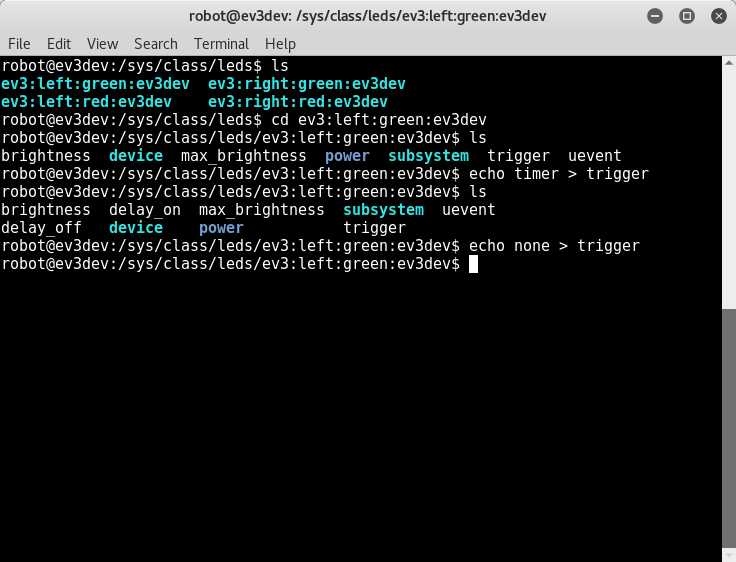 robot@ev3dev: /sys/class/leds/ev3:left:green:ev3dev
File Edit View Search Terminal Help
robot@ev3dev:/sys/class/leds$ ls
ev3:left:green:ev3dev  ev3:right:green:ev3dev
ev3:left:red:ev3dev    ev3:right:red:ev3dev
robot@ev3dev:/sys/class/leds$ cd ev3:left:green:ev3dev
robot@ev3dev:/sys/class/leds/ev3:left:green:ev3dev$ ls
brightness  device  max_brightness  power  subsystem  trigger  uevent
robot@ev3dev:/sys/class/leds/ev3:left:green:ev3dev$ echo timer > trigger
robot@ev3dev:/sys/class/leds/ev3:left:green:ev3dev$ ls
brightness  delay_on  max_brightness  subsystem  uevent
delay_off   device    power           trigger
robot@ev3dev:/sys/class/leds/ev3:left:green:ev3dev$ echo none > trigger
robot@ev3dev:/sys/class/leds/ev3:left:green:ev3dev$